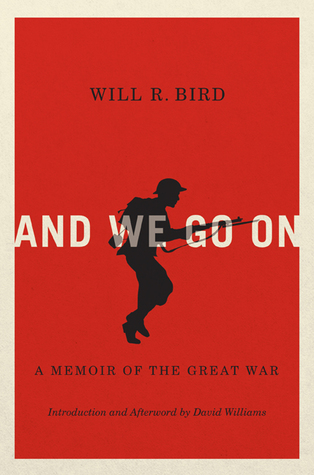 WILL R. BIRD
AND WE GO ON
A MEMOIR OF THE GREAT WAR
Introduction and Afterword by David Williams